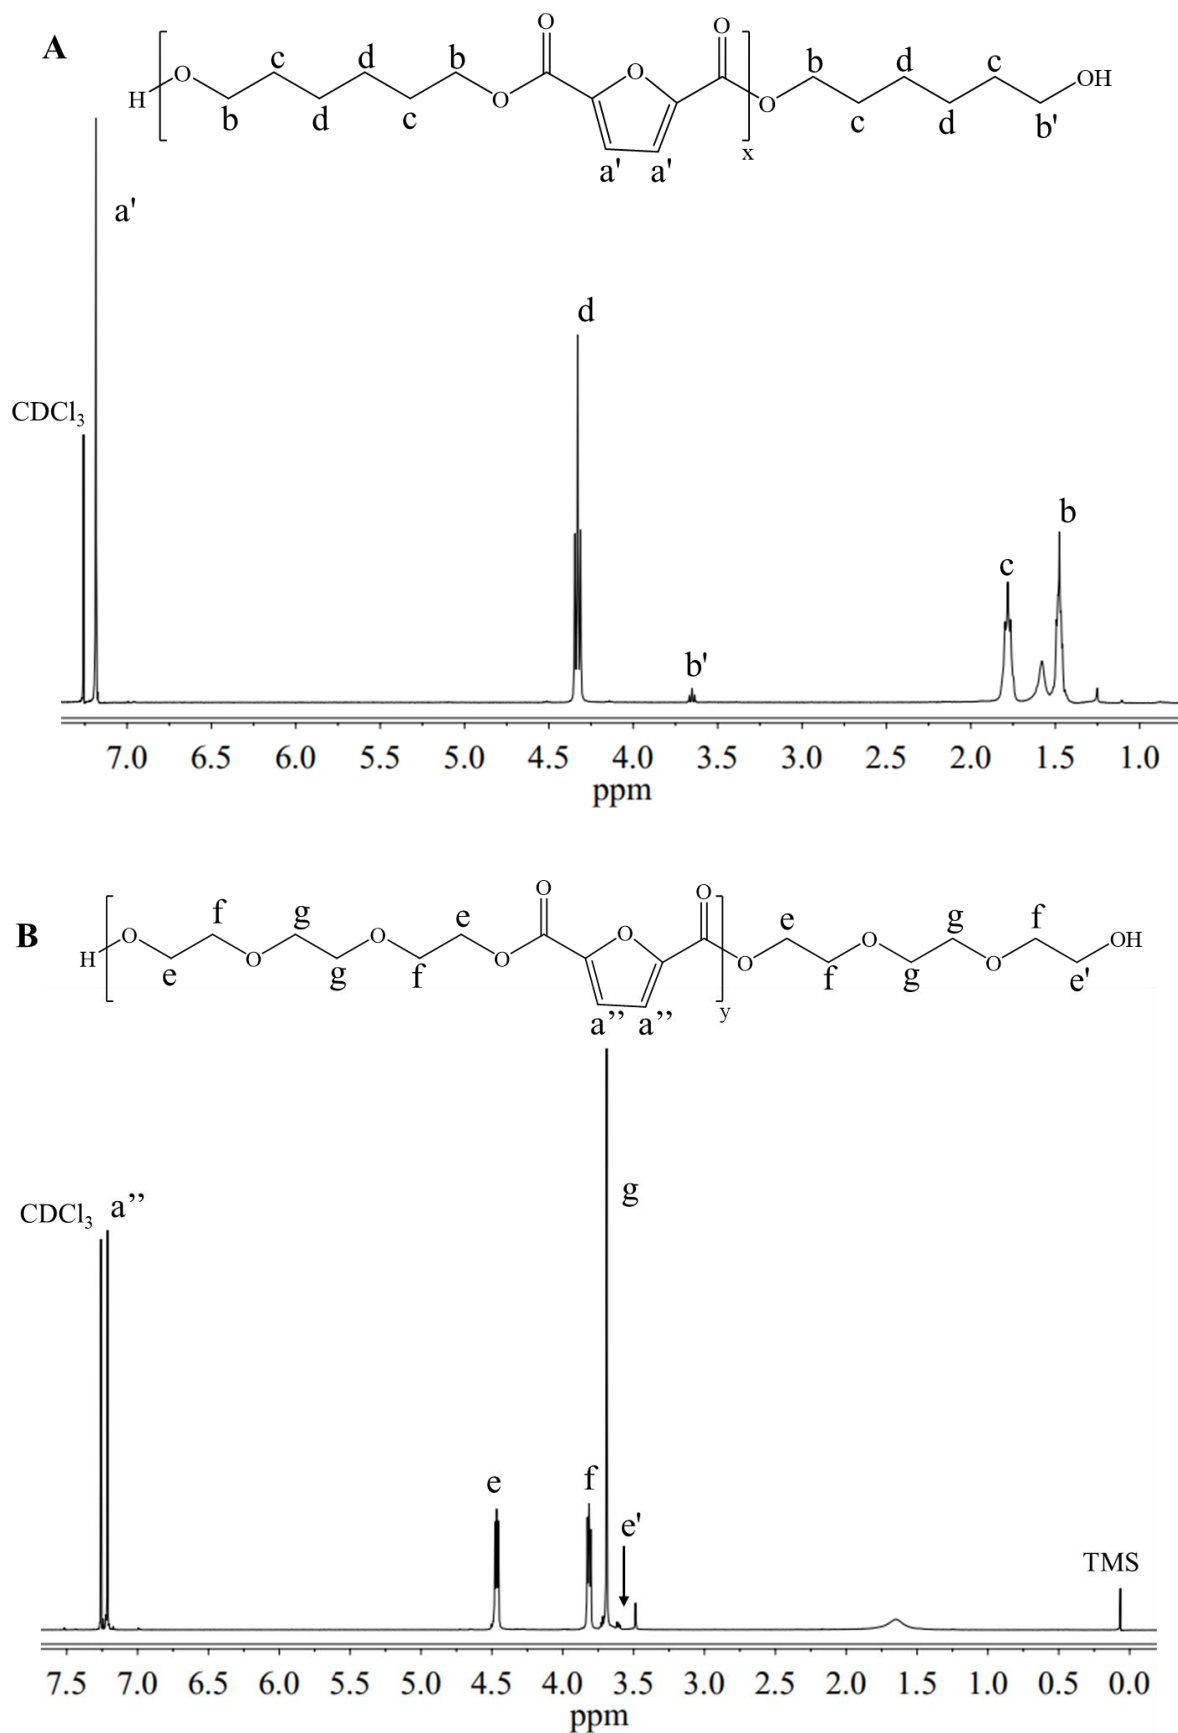 A
O O
c d b O b d c
H O O O OH
b d c c d b'
a' a' x
a'
d
CDCl3
b
c
b'
7.0 6.5 6.0 5.5 5.0 4.5 4.0 3.5 3.0 2.5 2.0 1.5 1.0
ppm
B
O O
f g e O e g f
H O O O O O OH
e O g f O f g O e'
a’’ a’’ y
g
CDCl3 a’’
e f
e'
TMS
7.5 7.0 6.5 6.0 5.5 5.0 4.5 4.0 3.5 3.0 2.5 2.0 1.5 1.0 0.5 0.0
ppm